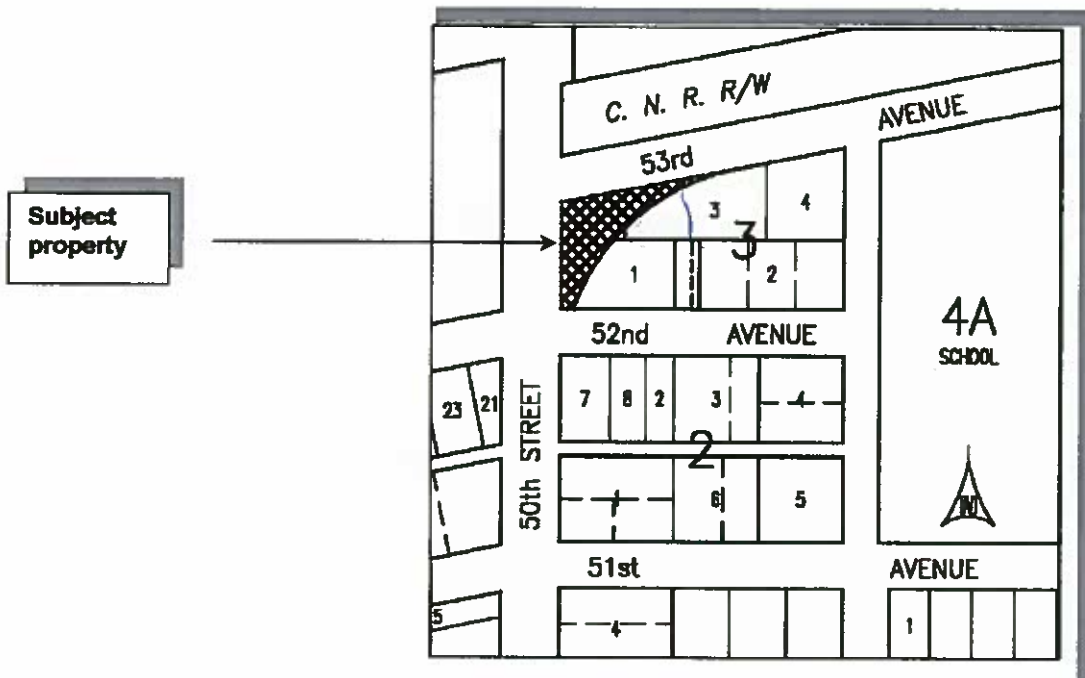 C. N. R. R/W
AVENUE
53rd
Subject
property
3
4
3
1
2
52nd AVENUE
4A
SCHOOL
23
21
7
8
2
3
4
50th STREET
2
1
6
5
N
51st AVENUE
5
4
1